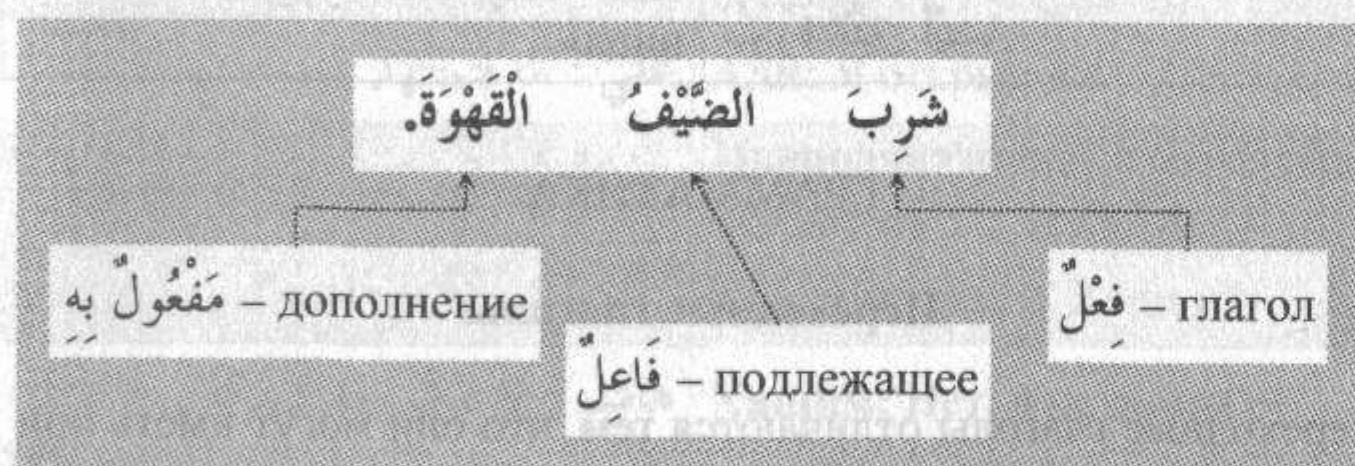 شَرِبَ الضَّيْفُ الْقَهْوَةَ.
مَفْعُولٌ بِهِ – дополнение
فِعْلٌ – глагол
فَاعِلٌ – подлежащее